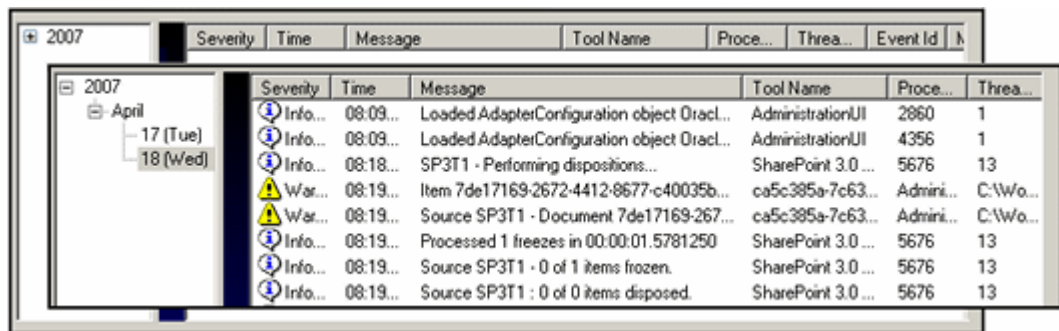 2007 Severity Time Message Tool Name Proce... Threa... Event Id
2007 Severity Time Message Tool Name Proce... Threa...
April Info... 08:09... Loaded AdapterConfiguration object Oracl... AdministrationUI 2860 1
17 (Tue) Info... 08:09... Loaded AdapterConfiguration object Oracl... AdministrationUI 4356 1
18 (Wed) Info... 08:18... SP3T1 - Performing dispositions... SharePoint 3.0 ... 5676 13
War... 08:19... Item 7de17169-2672-4412-8677-c40035b... ca5c385a-7c63... Admini... C:\Wo...
War... 08:19... Source SP3T1 - Document 7de17169-267... ca5c385a-7c63... Admini... C:\Wo...
Info... 08:19... Processed 1 freezes in 00:00:01.5781250 SharePoint 3.0 ... 5676 13
Info... 08:19... Source SP3T1 - 0 of 1 items frozen. SharePoint 3.0 ... 5676 13
Info... 08:19... Source SP3T1 : 0 of 0 items disposed. SharePoint 3.0 ... 5676 13